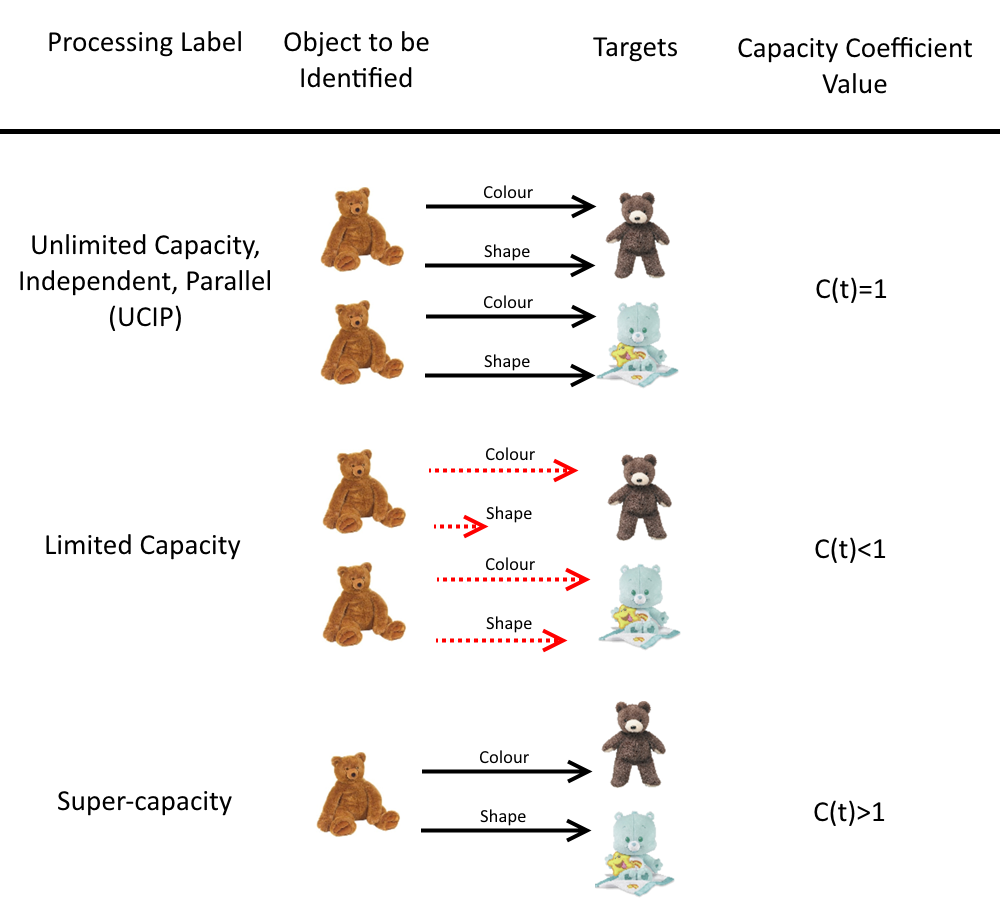 Processing Label
Object to be
Identified
Targets
Capacity Coefficient
Value
Unlimited Capacity,
Independent, Parallel
(UCIP)
Colour
Shape
Colour
Shape
C(t)=1
Limited Capacity
Colour
Shape
Colour
Shape
C(t)<1
Super-capacity
Colour
Shape
C(t)>1